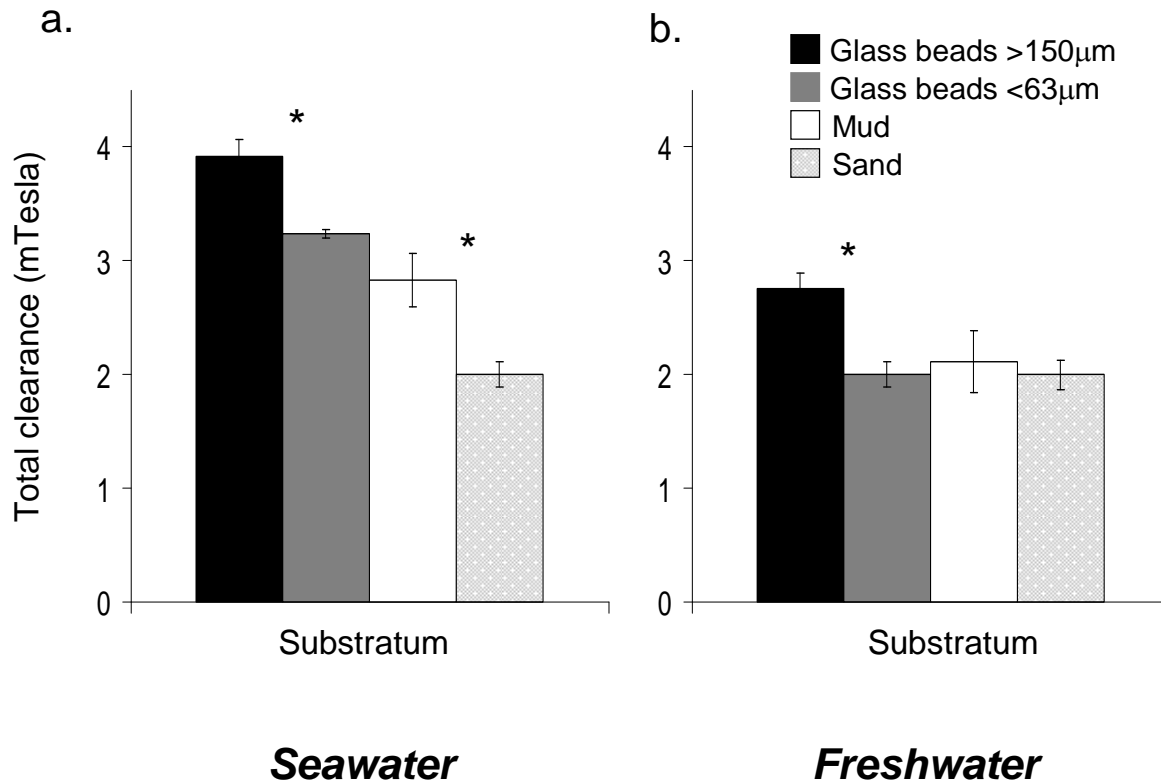 a.
Total clearance (mTesla)
4
3
2
1
0
*
*
Substratum
Seawater
b.
Glass beads >150μm
Glass beads <63μm
Mud
Sand
4
3
2
1
0
*
Substratum
Freshwater